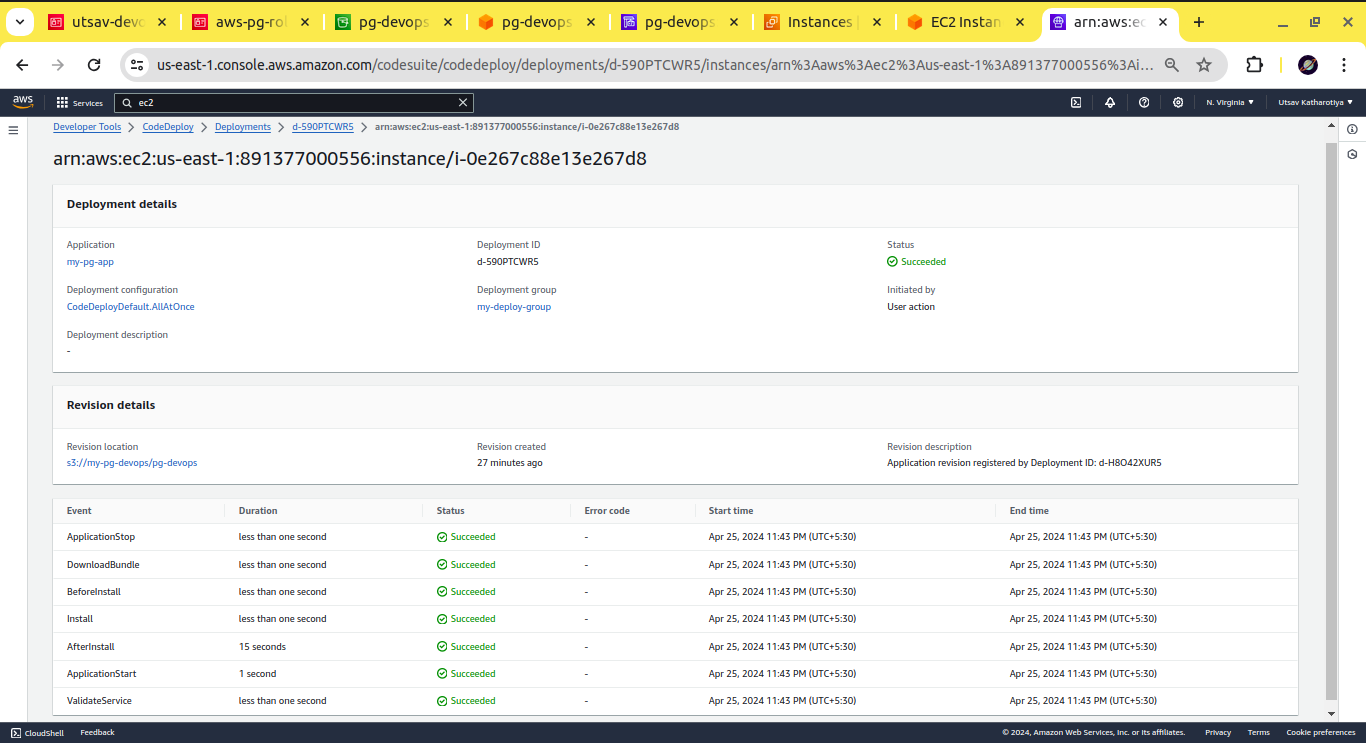 utsav-devo
aws-pg-rol
pg-devops
pg-devops
pg-devops
Instances
EC2 Instan
arn:aws:ec
us-east-1.console.aws.amazon.com/codesuite/codedeploy/deployments/d-590PTCWR5/instances/arn%3Aaws%3Aec2%3Aus-east-1%3A891377000556%3Ai...
aws Services ec2 N. Virginia Utsav Katharotiya
Developer Tools CodeDeploy Deployments d-590PTCWR5 arn:aws:ec2:us-east-1:891377000556:instance/i-0e267c88e13e267d8
arn:aws:ec2:us-east-1:891377000556:instance/i-0e267c88e13e267d8
Deployment details
Application Deployment ID Status
my-pg-app d-590PTCWR5 Succeeded
Deployment configuration Deployment group Initiated by
CodeDeployDefault.AllAtOnce my-deploy-group User action
Deployment description
-
Revision details
Revision location Revision created Revision description
s3://my-pg-devops/pg-devops 27 minutes ago Application revision registered by Deployment ID: d-H8O42XUR5
Event Duration Status Error code Start time End time
ApplicationStop less than one second Succeeded - Apr 25, 2024 11:43 PM (UTC+5:30) Apr 25, 2024 11:43 PM (UTC+5:30)
DownloadBundle less than one second Succeeded - Apr 25, 2024 11:43 PM (UTC+5:30) Apr 25, 2024 11:43 PM (UTC+5:30)
BeforeInstall less than one second Succeeded - Apr 25, 2024 11:43 PM (UTC+5:30) Apr 25, 2024 11:43 PM (UTC+5:30)
Install less than one second Succeeded - Apr 25, 2024 11:43 PM (UTC+5:30) Apr 25, 2024 11:43 PM (UTC+5:30)
AfterInstall 15 seconds Succeeded - Apr 25, 2024 11:43 PM (UTC+5:30) Apr 25, 2024 11:43 PM (UTC+5:30)
ApplicationStart 1 second Succeeded - Apr 25, 2024 11:43 PM (UTC+5:30) Apr 25, 2024 11:43 PM (UTC+5:30)
ValidateService less than one second Succeeded - Apr 25, 2024 11:43 PM (UTC+5:30) Apr 25, 2024 11:43 PM (UTC+5:30)
CloudShell Feedback © 2024, Amazon Web Services, Inc. or its affiliates. Privacy Terms Cookie preferences